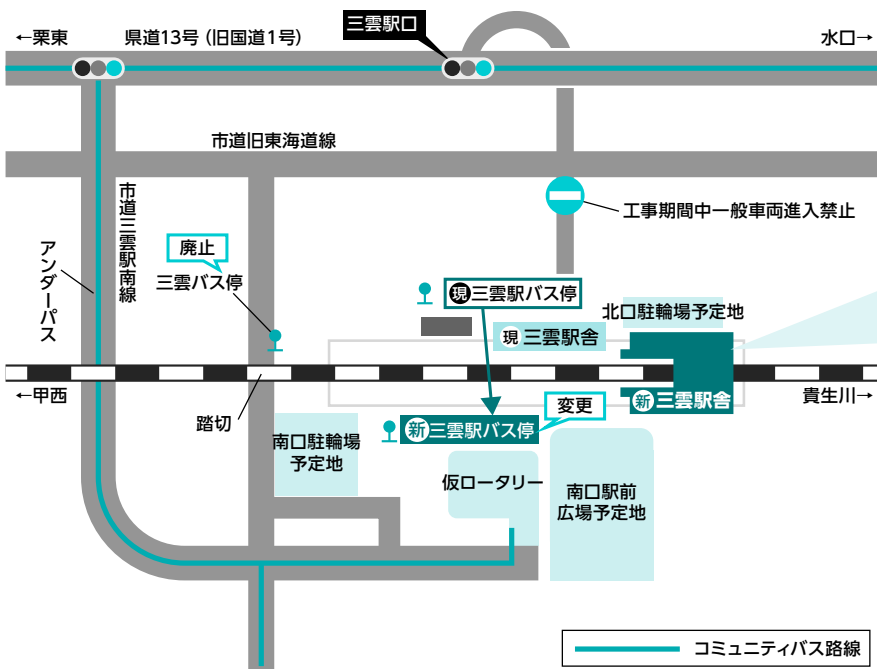 ←栗東
県道13号(旧国道1号)
三雲駅口
水口→
市道旧東海道線
市道三雲駅南線
アンダーパス
工事期間中一般車両進入禁止
廃止
三雲バス停
現三雲駅バス停
北口駐輪場予定地
現 三雲駅舎
←甲西
貴生川→
新三雲駅舎
踏切
変更
新三雲駅バス停
南口駐輪場
予定地
仮ロータリー
南口駅前
広場予定地
コミュニティバス路線